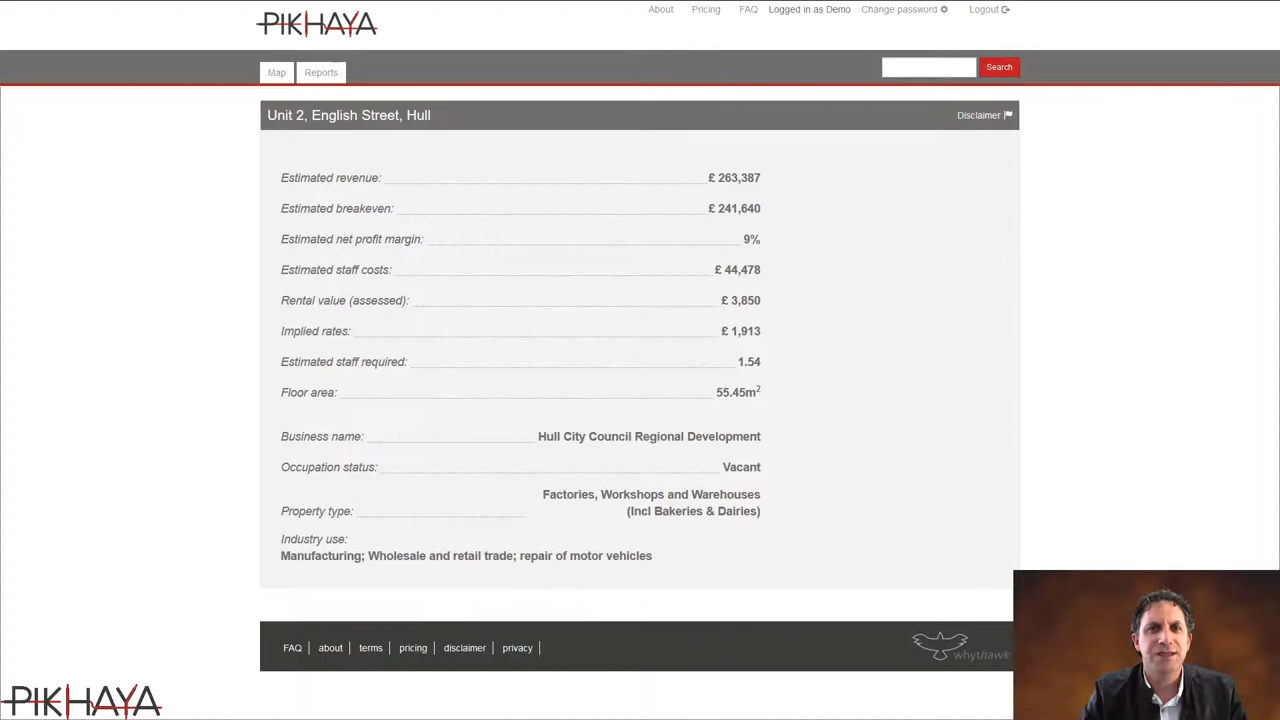 PIKHAYA
About Pricing FAQ Logged in as Demo Change password Logout
Map Reports Search
Unit 2, English Street, Hull Disclaimer
Estimated revenue: £ 263,387
Estimated breakeven: £ 241,640
Estimated net profit margin: 9%
Estimated staff costs: £ 44,478
Rental value (assessed): £ 3,850
Implied rates: £ 1,913
Estimated staff required: 1.54
Floor area: 55.45m²
Business name: Hull City Council Regional Development
Occupation status: Vacant
Factories, Workshops and Warehouses
Property type: (Incl Bakeries & Dairies)
Industry use:
Manufacturing; Wholesale and retail trade; repair of motor vehicles
FAQ about terms pricing disclaimer privacy
whythawk
PIKHAYA